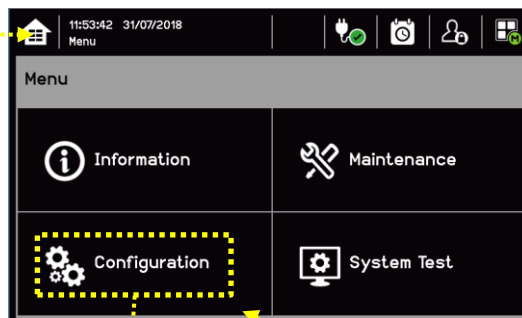 11:53:42 31/07/2018
Menu
Menu
Information
Maintenance
Configuration
System Test
M